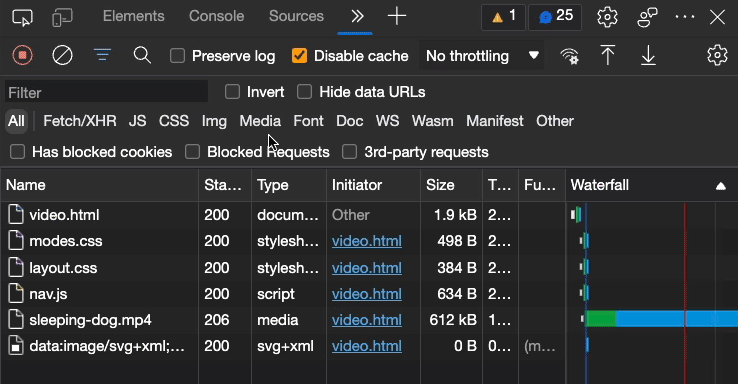 Elements Console Sources 1 25
Preserve log Disable cache No throttling
Filter Invert Hide data URLs
All Fetch/XHR JS CSS Img Media Font Doc WS Wasm Manifest Other
Has blocked cookies Blocked Requests 3rd-party requests
Name Sta... Type Initiator Size T... Fu... Waterfall
video.html 200 docum... Other 1.9 kB 2...
modes.css 200 stylesh... video.html 498 B 2...
layout.css 200 stylesh... video.html 384 B 2...
nav.js 200 script video.html 634 B 2...
sleeping-dog.mp4 206 media video.html 612 kB 1...
data:image/svg+xml;... 200 svg+xml video.html 0 B 0... (m...